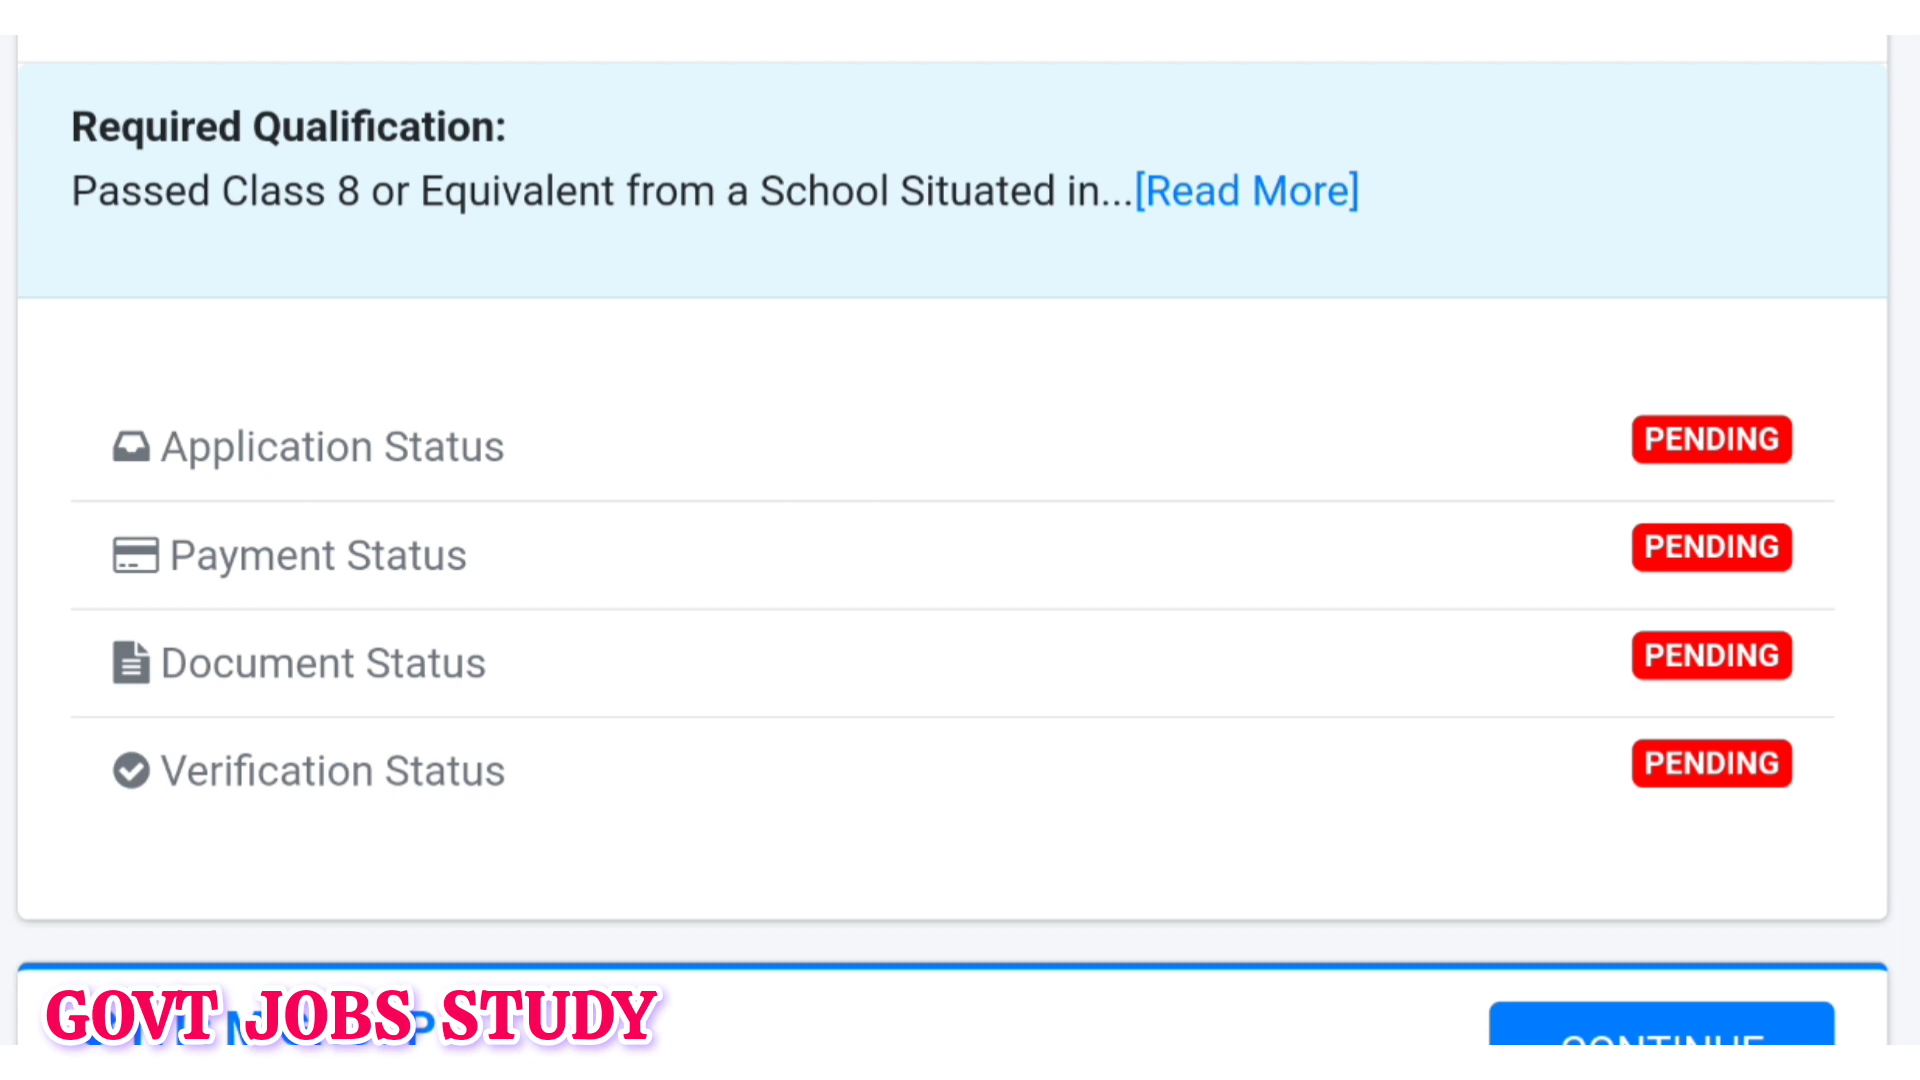 Required Qualification:
Passed Class 8 or Equivalent from a School Situated in...[Read More]
Application Status PENDING
Payment Status PENDING
Document Status PENDING
Verification Status PENDING
GOVT JOBS STUDY
CONTINUE